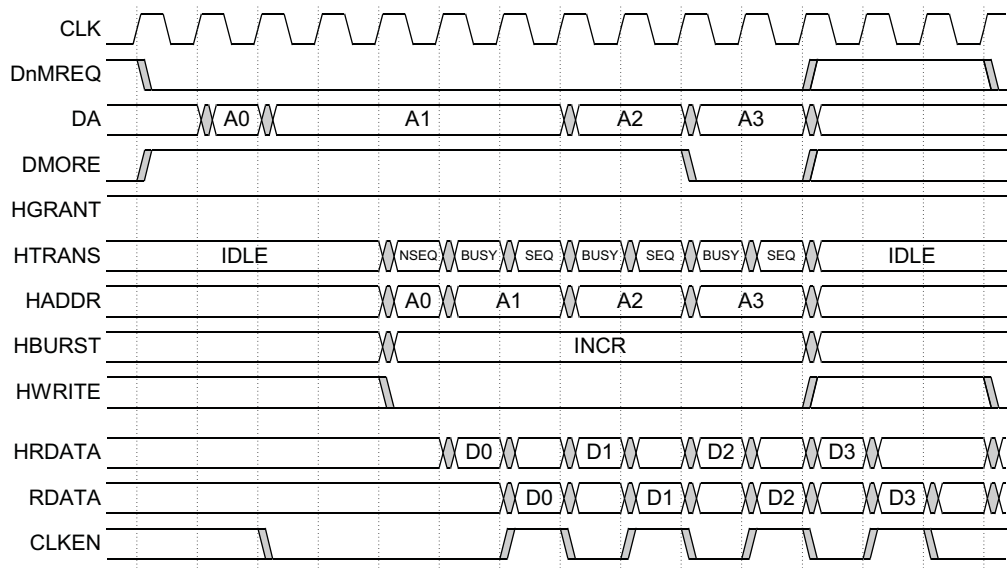 CLK
DnMREQ
DA A0 A1 A2 A3
DMORE
HGRANT
HTRANS IDLE NSEQ BUSY SEQ BUSY SEQ BUSY SEQ IDLE
HADDR A0 A1 A2 A3
HBURST INCR
HWRITE
HRDATA D0 D1 D2 D3
RDATA D0 D1 D2 D3
CLKEN